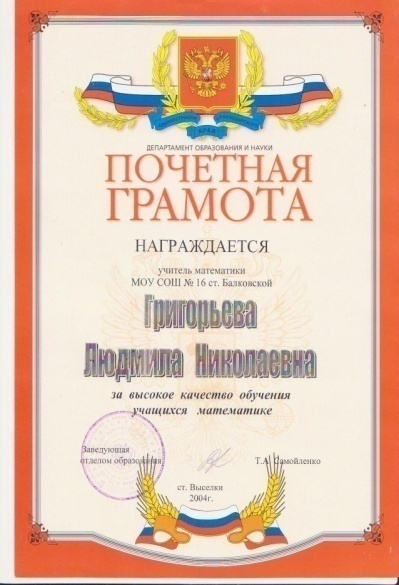 КРАЙ
ДЕПАРТАМЕНТ ОБРАЗОВАНИЯ И НАУКИ
ПОЧЕТНАЯ
ГРАМОТА
НАГРАЖДАЕТСЯ
учитель математики
МОУ СОШ № 16 ст. Балковской
Григорьева
Людмила Николаевна
за высокое качество обучения
учащихся математике
Заведующая
отделом образования
Т.А. Самойленко
ст. Выселки
2004г.